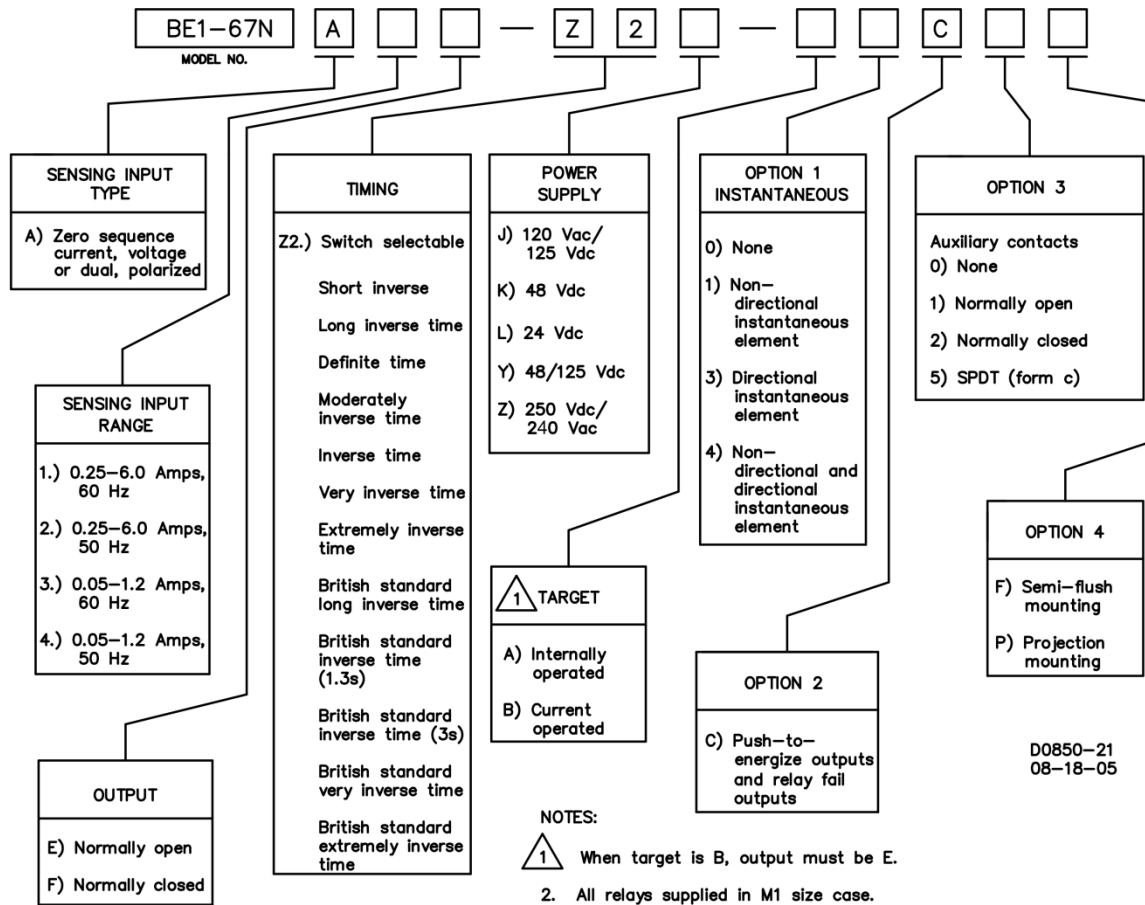 BE1-67N A — Z 2 — C
MODEL NO.
SENSING INPUT
TYPE
A) Zero sequence
current, voltage
or dual, polarized
SENSING INPUT
RANGE
1.) 0.25-6.0 Amps,
60 Hz
2.) 0.25-6.0 Amps,
50 Hz
3.) 0.05-1.2 Amps,
60 Hz
4.) 0.05-1.2 Amps,
50 Hz
OUTPUT
E) Normally open
F) Normally closed
TIMING
Z2.) Switch selectable
Short inverse
Long inverse time
Definite time
Moderately
inverse time
Inverse time
Very inverse time
Extremely inverse
time
British standard
long inverse time
British standard
inverse time
(1.3s)
British standard
inverse time (3s)
British standard
very inverse time
British standard
extremely inverse
time
POWER
SUPPLY
J) 120 Vac/
125 Vdc
K) 48 Vdc
L) 24 Vdc
Y) 48/125 Vdc
Z) 250 Vdc/
240 Vac
1 TARGET
A) Internally
operated
B) Current
operated
OPTION 1
INSTANTANEOUS
0) None
1) Non-
directional
instantaneous
element
3) Directional
instantaneous
element
4) Non-
directional and
directional
instantaneous
element
OPTION 2
C) Push-to-
energize outputs
and relay fail
outputs
OPTION 3
Auxiliary contacts
0) None
1) Normally open
2) Normally closed
5) SPDT (form c)
OPTION 4
F) Semi-flush
mounting
P) Projection
mounting
D0850-21
08-18-05
NOTES:
1 When target is B, output must be E.
2. All relays supplied in M1 size case.